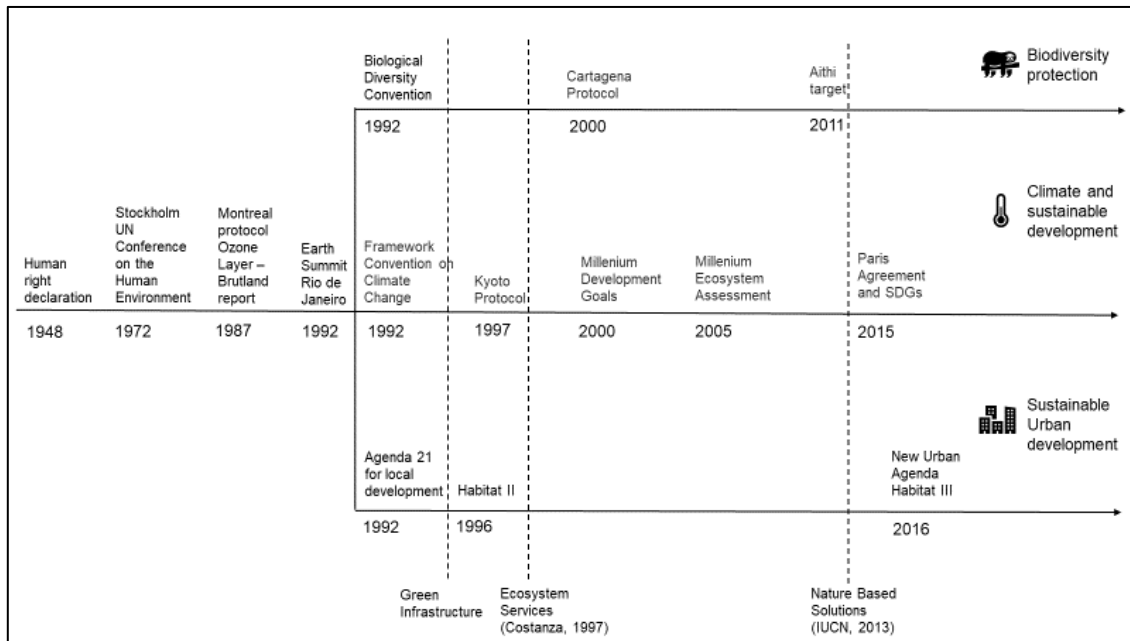 Biological
Diversity
Convention
1992
Cartagena
Protocol
2000
Aithi
target
2011
Biodiversity
protection
Human
right
declaration
1948
Stockholm
UN
Conference
on the
Human
Environment
1972
Montreal
protocol
Ozone
Layer –
Brutland
report
1987
Earth
Summit
Rio de
Janeiro
1992
Framework
Convention on
Climate
Change
1992
Kyoto
Protocol
1997
Millenium
Development
Goals
2000
Millenium
Ecosystem
Assessment
2005
Paris
Agreement
and SDGs
2015
Climate and
sustainable
development
Agenda 21
for local
development
1992
Habitat II
1996
New Urban
Agenda
Habitat III
2016
Sustainable
Urban
development
Green
Infrastructure
Ecosystem
Services
(Costanza, 1997)
Nature Based
Solutions
(IUCN, 2013)